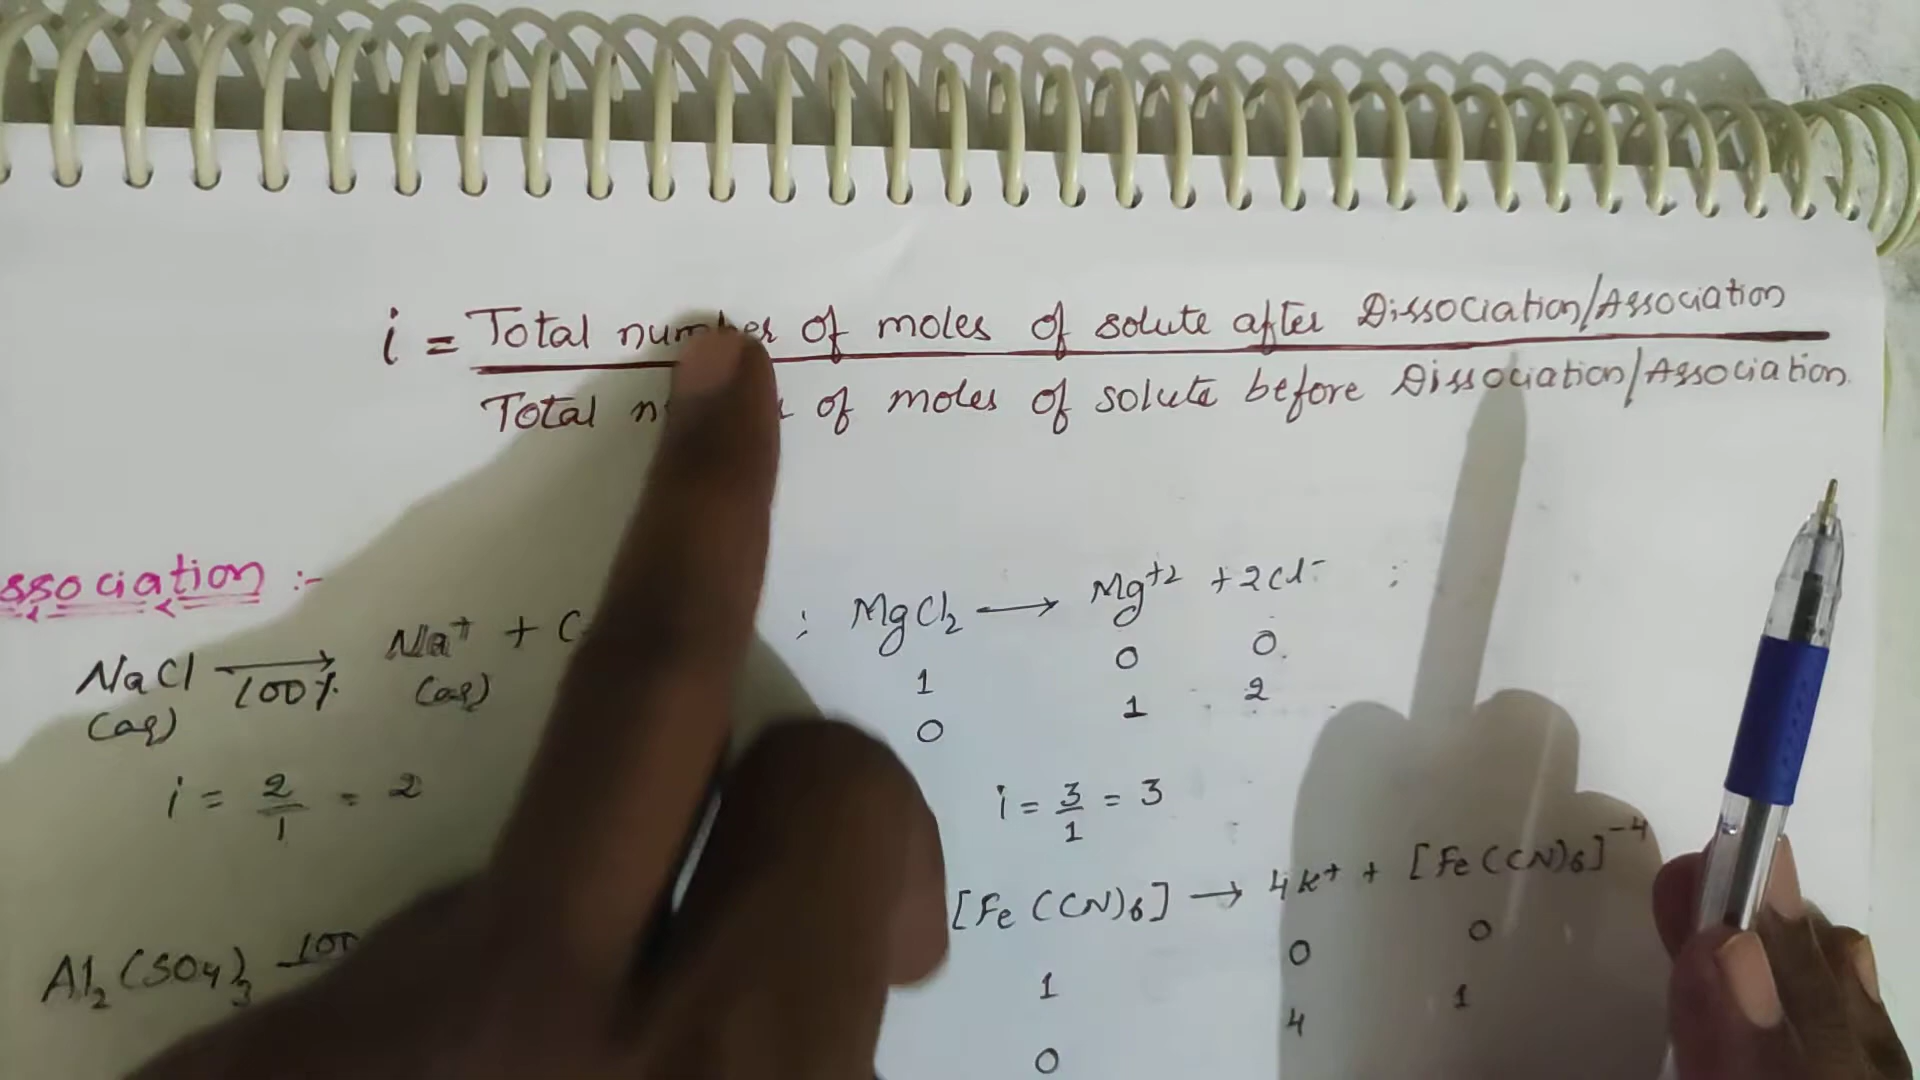 i = Total number of moles of solute after Dissociation/Association
Total of moles of solute before Dissociation/Association
ssociation :-
NaCl (aq) ⟶ 100% Na⁺ (aq) +
i = 2/1 = 2
; MgCl₂ ⟶ Mg⁺² + 2Cl⁻ ;
0 0.
1
1 2
0
i = 3/1 = 3
Al₂(SO₄)₃
[Fe(CN)₆] ⟶ 4K⁺ + [Fe(CN)₆]⁻⁴
0 0
1
4 1
0